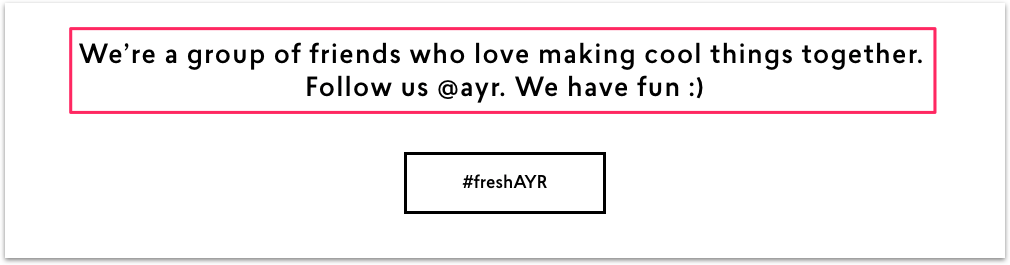 We’re a group of friends who love making cool things together.
Follow us @ayr. We have fun :)
#freshAYR